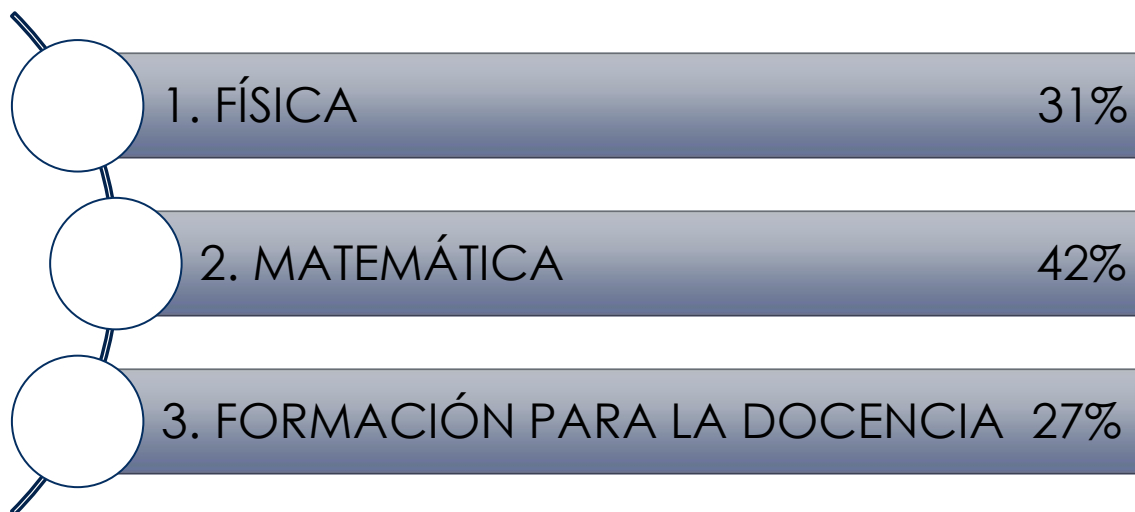 1. FÍSICA 31%
2. MATEMÁTICA 42%
3. FORMACIÓN PARA LA DOCENCIA 27%